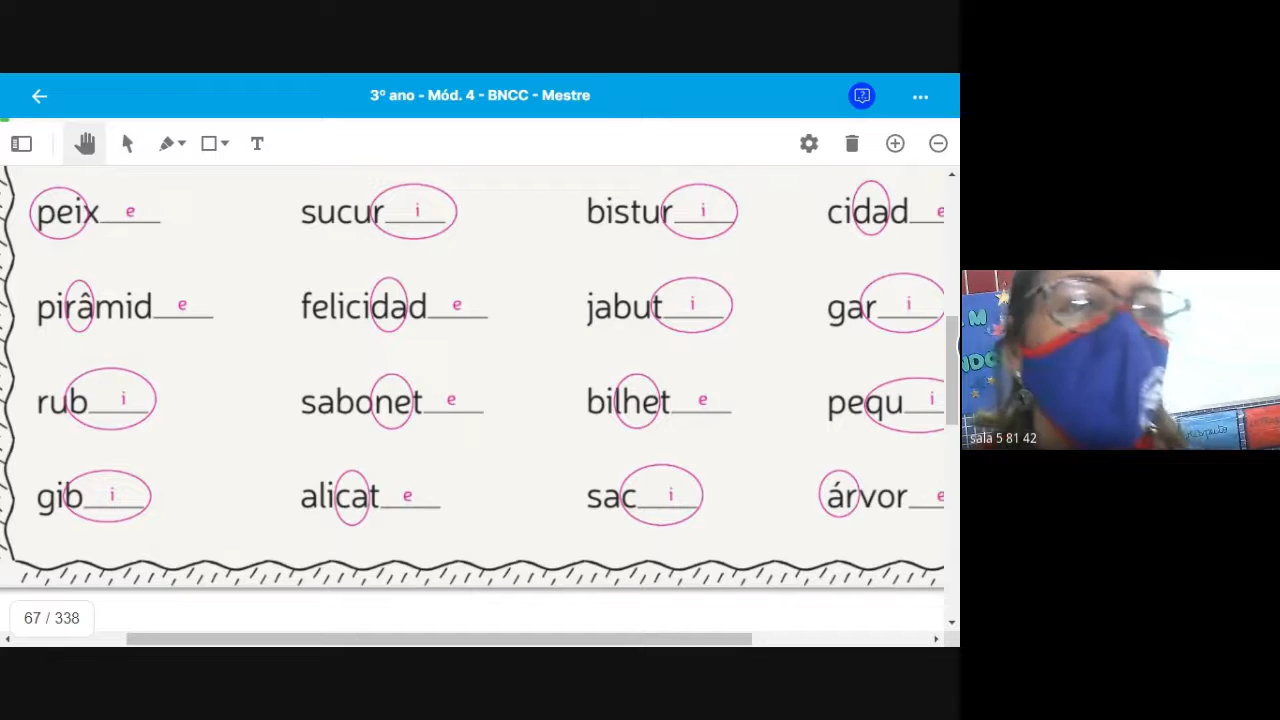 3º ano - Mód. 4 - BNCC - Mestre
T
peix e sucur i bistur i cidad e
pirâmid e felicidad e jabut i gar i
rub i sabonet e bilhet e pequ i
gib i alicat e sac i árvor e
67 / 338
M
NDO
sala 5 81 42